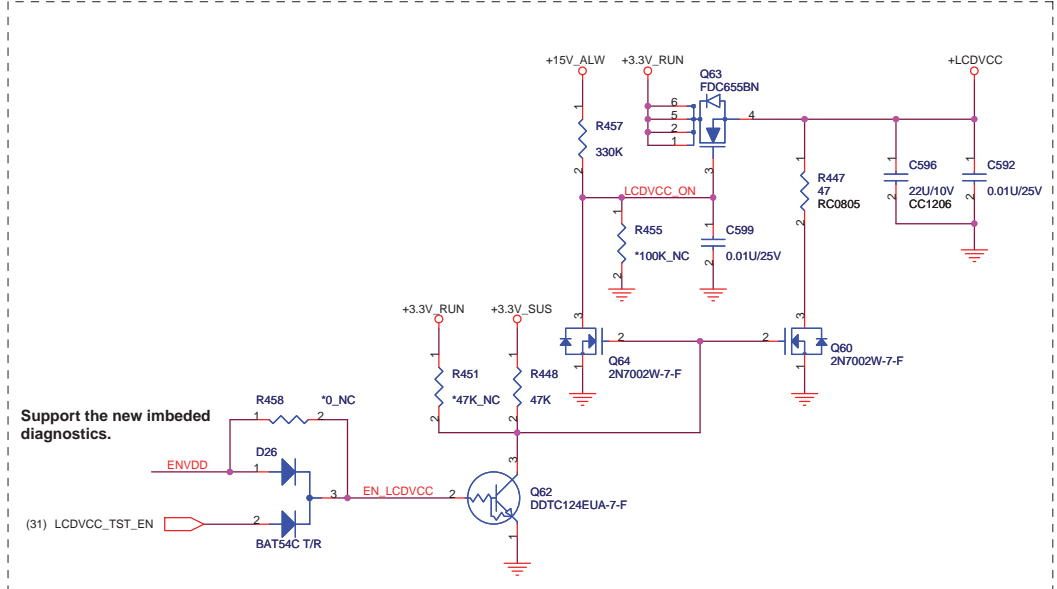 +15V_ALW
+3.3V_RUN
Q63
FDC655BN
+LCDVCC
6
5
2
1
4
3
1
R457
330K
2
LCDVCC_ON
1
R455
*100K_NC
2
1
C599
0.01U/25V
2
1
R447
47
RC0805
2
1
C596
22U/10V
CC1206
2
1
C592
0.01U/25V
2
+3.3V_RUN
+3.3V_SUS
3
2
1
Q64
2N7002W-7-F
3
2
1
Q60
2N7002W-7-F
1
R451
*47K_NC
2
1
R448
47K
2
Support the new imbeded
diagnostics.
R458
*0_NC
1
2
ENVDD
D26
1
3
2
BAT54C T/R
(31) LCDVCC_TST_EN
EN_LCDVCC
2
3
1
Q62
DDTC124EUA-7-F